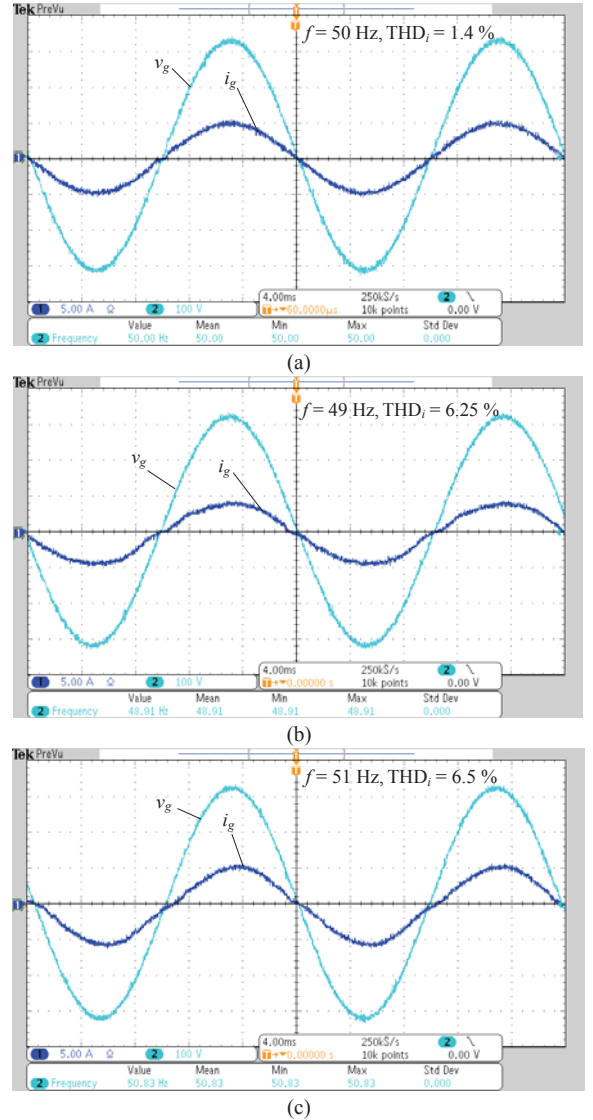 Tek PreVu
f = 50 Hz, THDi = 1.4 %
vg
ig
1 5.00 A Ω 2 100 V 4.00ms 250kS/s 2 \
T→▼60.0000µs 10k points 0.00 V
Value Mean Min Max Std Dev
2 Frequency 50.00 Hz 50.00 50.00 50.00 0.000
(a)
Tek PreVu
f = 49 Hz, THDi = 6.25 %
vg
ig
1 5.00 A Ω 2 100 V 4.00ms 250kS/s 2 \
T→▼0.00000 s 10k points 0.00 V
Value Mean Min Max Std Dev
2 Frequency 48.91 Hz 48.91 48.91 48.91 0.000
(b)
Tek PreVu
f = 51 Hz, THDi = 6.5 %
vg
ig
1 5.00 A Ω 2 100 V 4.00ms 250kS/s 2 \
T→▼0.00000 s 10k points 0.00 V
Value Mean Min Max Std Dev
2 Frequency 50.83 Hz 50.83 50.83 50.83 0.000
(c)